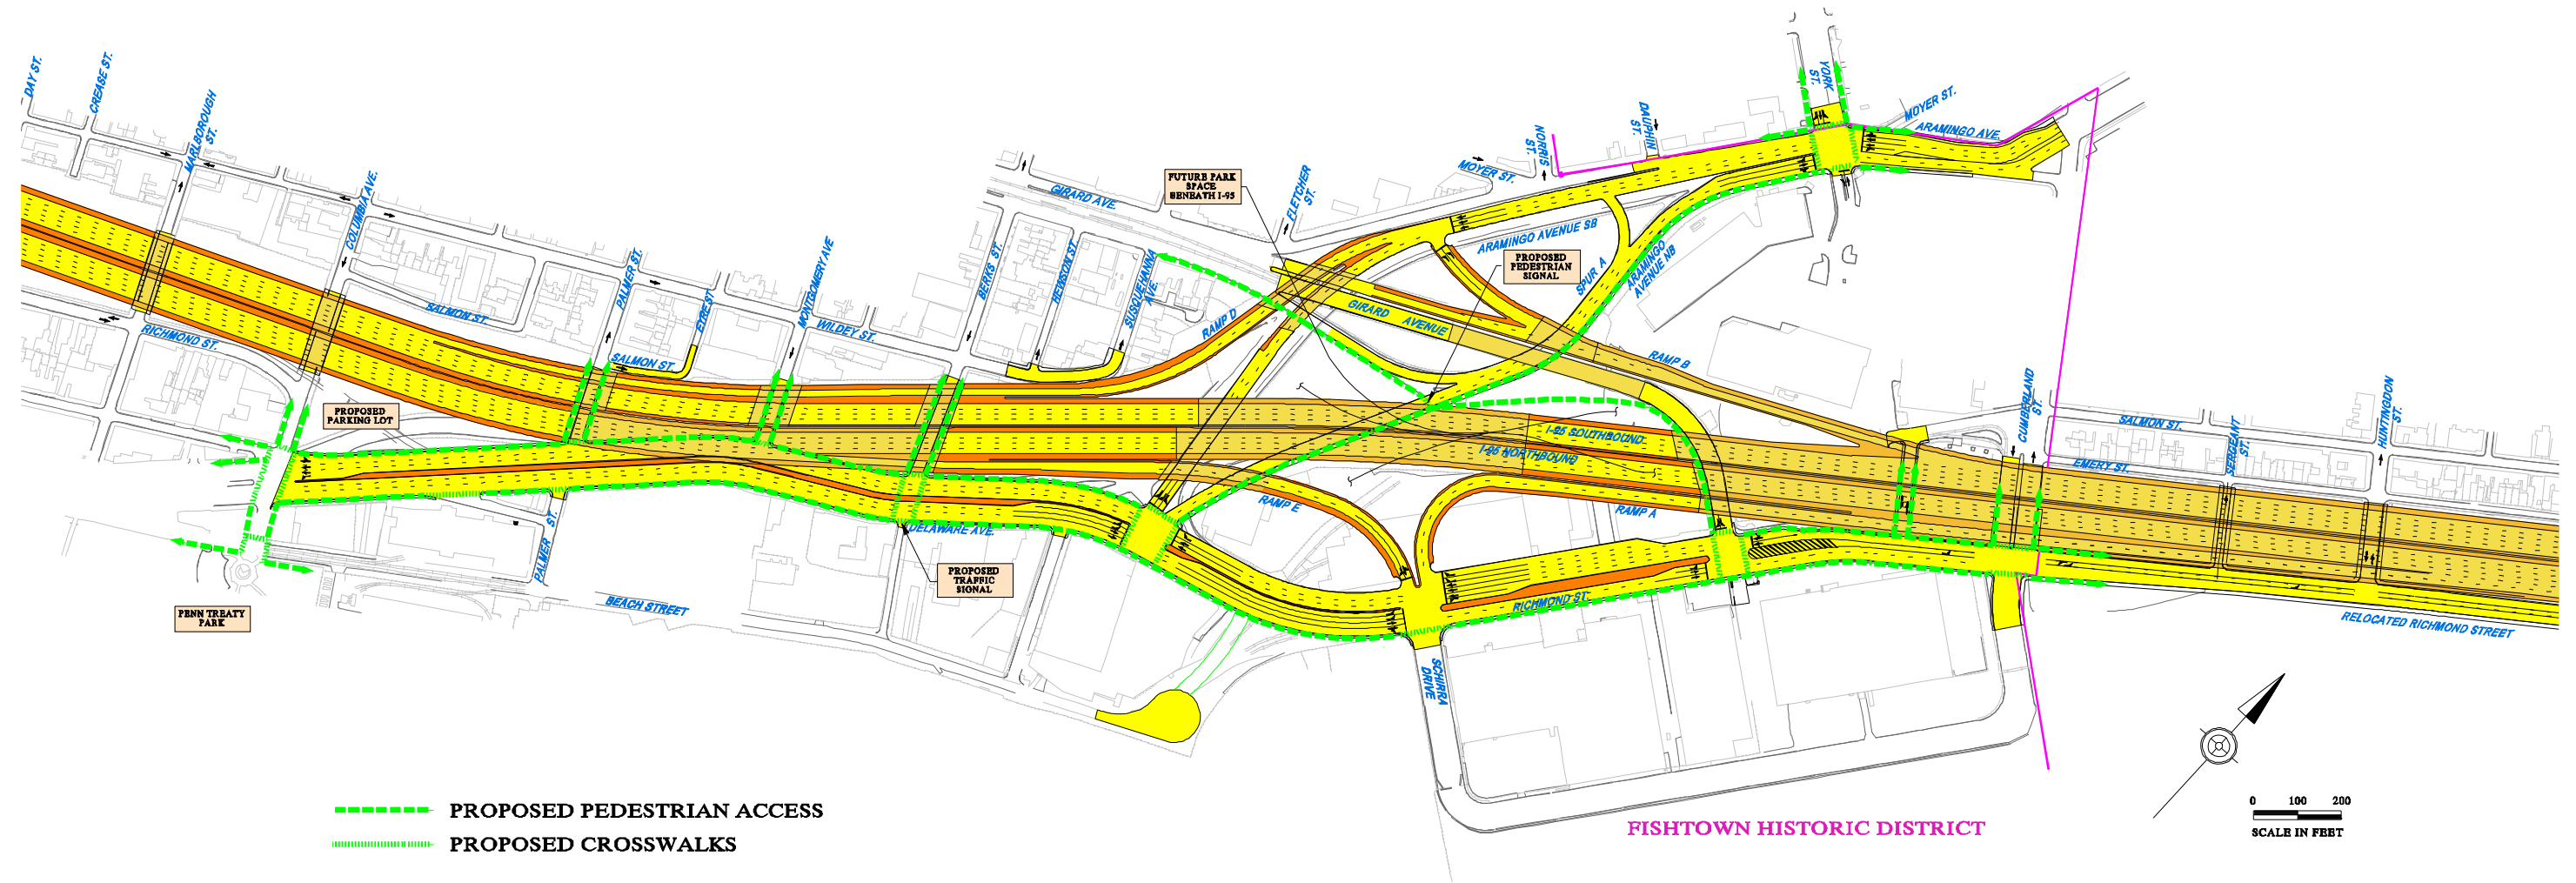 DAY ST.
CREASE ST.
MARLBOROUGH
ST.
COLUMBIA AVE.
RICHMOND ST.
SALMON ST.
PALMER ST.
SALMON ST.
EYRE ST.
MONTGOMERY AVE
WILDEY ST.
BERKS ST.
HEWSON ST.
SUSQUEHANNA
AVE.
GIRARD AVE.
FUTURE PARK
SPACE
BENEATH I-95
FLETCHER
ST.
MOYER ST.
NORRIS
ST.
DAUPHIN
ST.
YORK
ST.
MOYER ST.
ARAMINGO AVE.
ARAMINGO AVENUE SB
PROPOSED
PEDESTRIAN
SIGNAL
SPUR A
ARAMINGO
AVENUE NB
RAMP D
GIRARD AVENUE
RAMP B
I-95 SOUTHBOUND
I-95 NORTHBOUND
RAMP E
RAMP A
CUMBERLAND
ST.
SALMON ST.
EMERY ST.
SERGEANT
ST.
HUNTINGDON
ST.
PROPOSED
PARKING LOT
PENN TREATY
PARK
PALMER ST.
BEACH STREET
DELAWARE AVE.
PROPOSED
TRAFFIC
SIGNAL
RICHMOND ST.
SCHIRRA
DRIVE
RELOCATED RICHMOND STREET
PROPOSED PEDESTRIAN ACCESS
PROPOSED CROSSWALKS
FISHTOWN HISTORIC DISTRICT
0 100 200
SCALE IN FEET